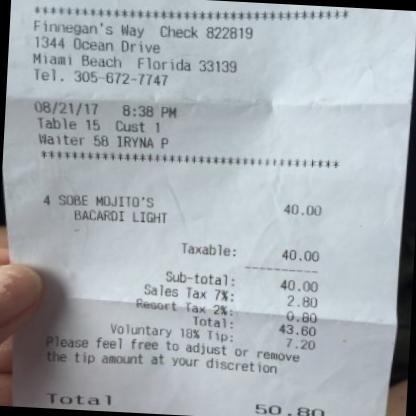 ****************************************
Finnegan's Way Check 822819
1344 Ocean Drive
Miami Beach Florida 33139
Tel. 305-672-7747
08/21/17 8:38 PM
Table 15 Cust 1
Waiter 58 IRYNA P
****************************************
4 SOBE MOJITO'S 40.00
BACARDI LIGHT
Taxable: 40.00
----------
Sub-total: 40.00
Sales Tax 7%: 2.80
Resort Tax 2%: 0.80
Total: 43.60
Voluntary 18% Tip: 7.20
Please feel free to adjust or remove
the tip amount at your discretion
Total 50.80